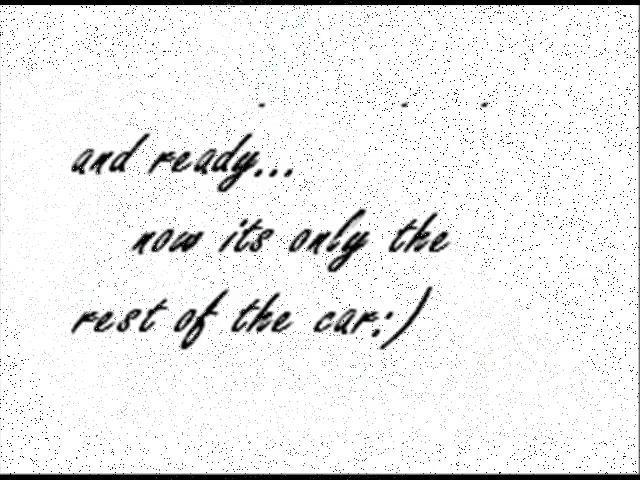 and ready...
now its only the
rest of the car;)